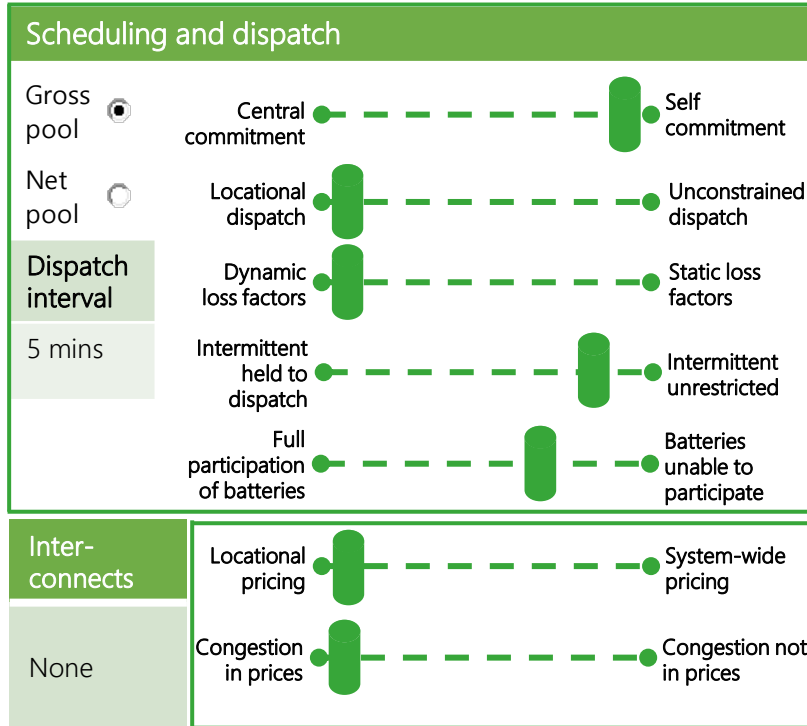 Scheduling and dispatch
Gross
pool
Central
commitment
Self
commitment
Net
pool
Locational
dispatch
Unconstrained
dispatch
Dispatch
interval
Dynamic
loss factors
Static loss
factors
5 mins
Intermittent
held to
dispatch
Intermittent
unrestricted
Full
participation
of batteries
Batteries
unable to
participate
Inter-
connects
Locational
pricing
System-wide
pricing
None
Congestion
in prices
Congestion not
in prices